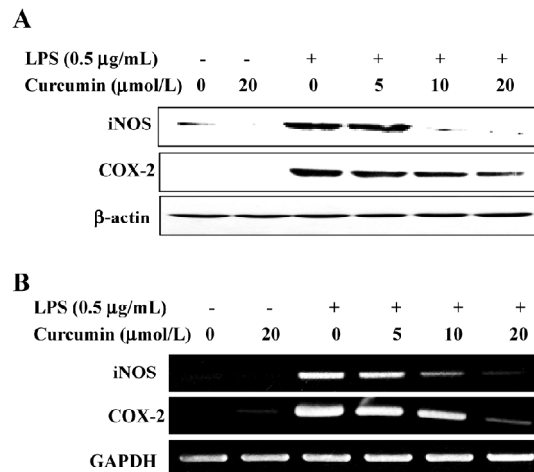 A
LPS (0.5 µg/mL) - - + + + +
Curcumin (µmol/L) 0 20 0 5 10 20
iNOS
COX-2
β-actin
B
LPS (0.5 µg/mL) - - + + + +
Curcumin (µmol/L) 0 20 0 5 10 20
iNOS
COX-2
GAPDH